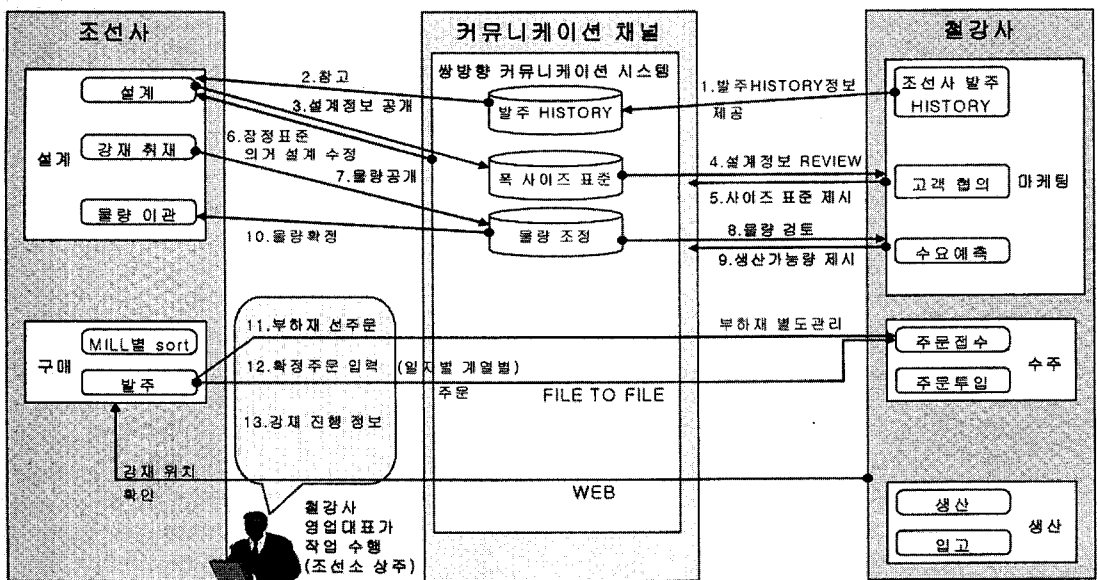 조선사
설계
설계
강재 취재
물량 이관
구매
MILL별 sort
발주
강재 위치
확인
2.참고
3.설계정보 공개
6.잠정표준
의거 설계 수정
7.물량공개
10.물량확정
11.부하재 선주문
12.확정주문 입력 (일자별 계열별)
주문
13.강재 진행 정보
철강사
영업대표가
작업 수행
(조선소 상주)
커뮤니케이션 채널
쌍방향 커뮤니케이션 시스템
발주 HISTORY
폭 사이즈 표준
물량 조정
FILE TO FILE
WEB
1.발주HISTORY정보
제공
4.설계정보 REVIEW
5.사이즈 표준 제시
8.물량 검토
9.생산가능량 제시
부하재 별도관리
철강사
조선사 발주
HISTORY
고객 협의
마케팅
수요예측
주문접수
수주
주문투입
생산
생산
입고